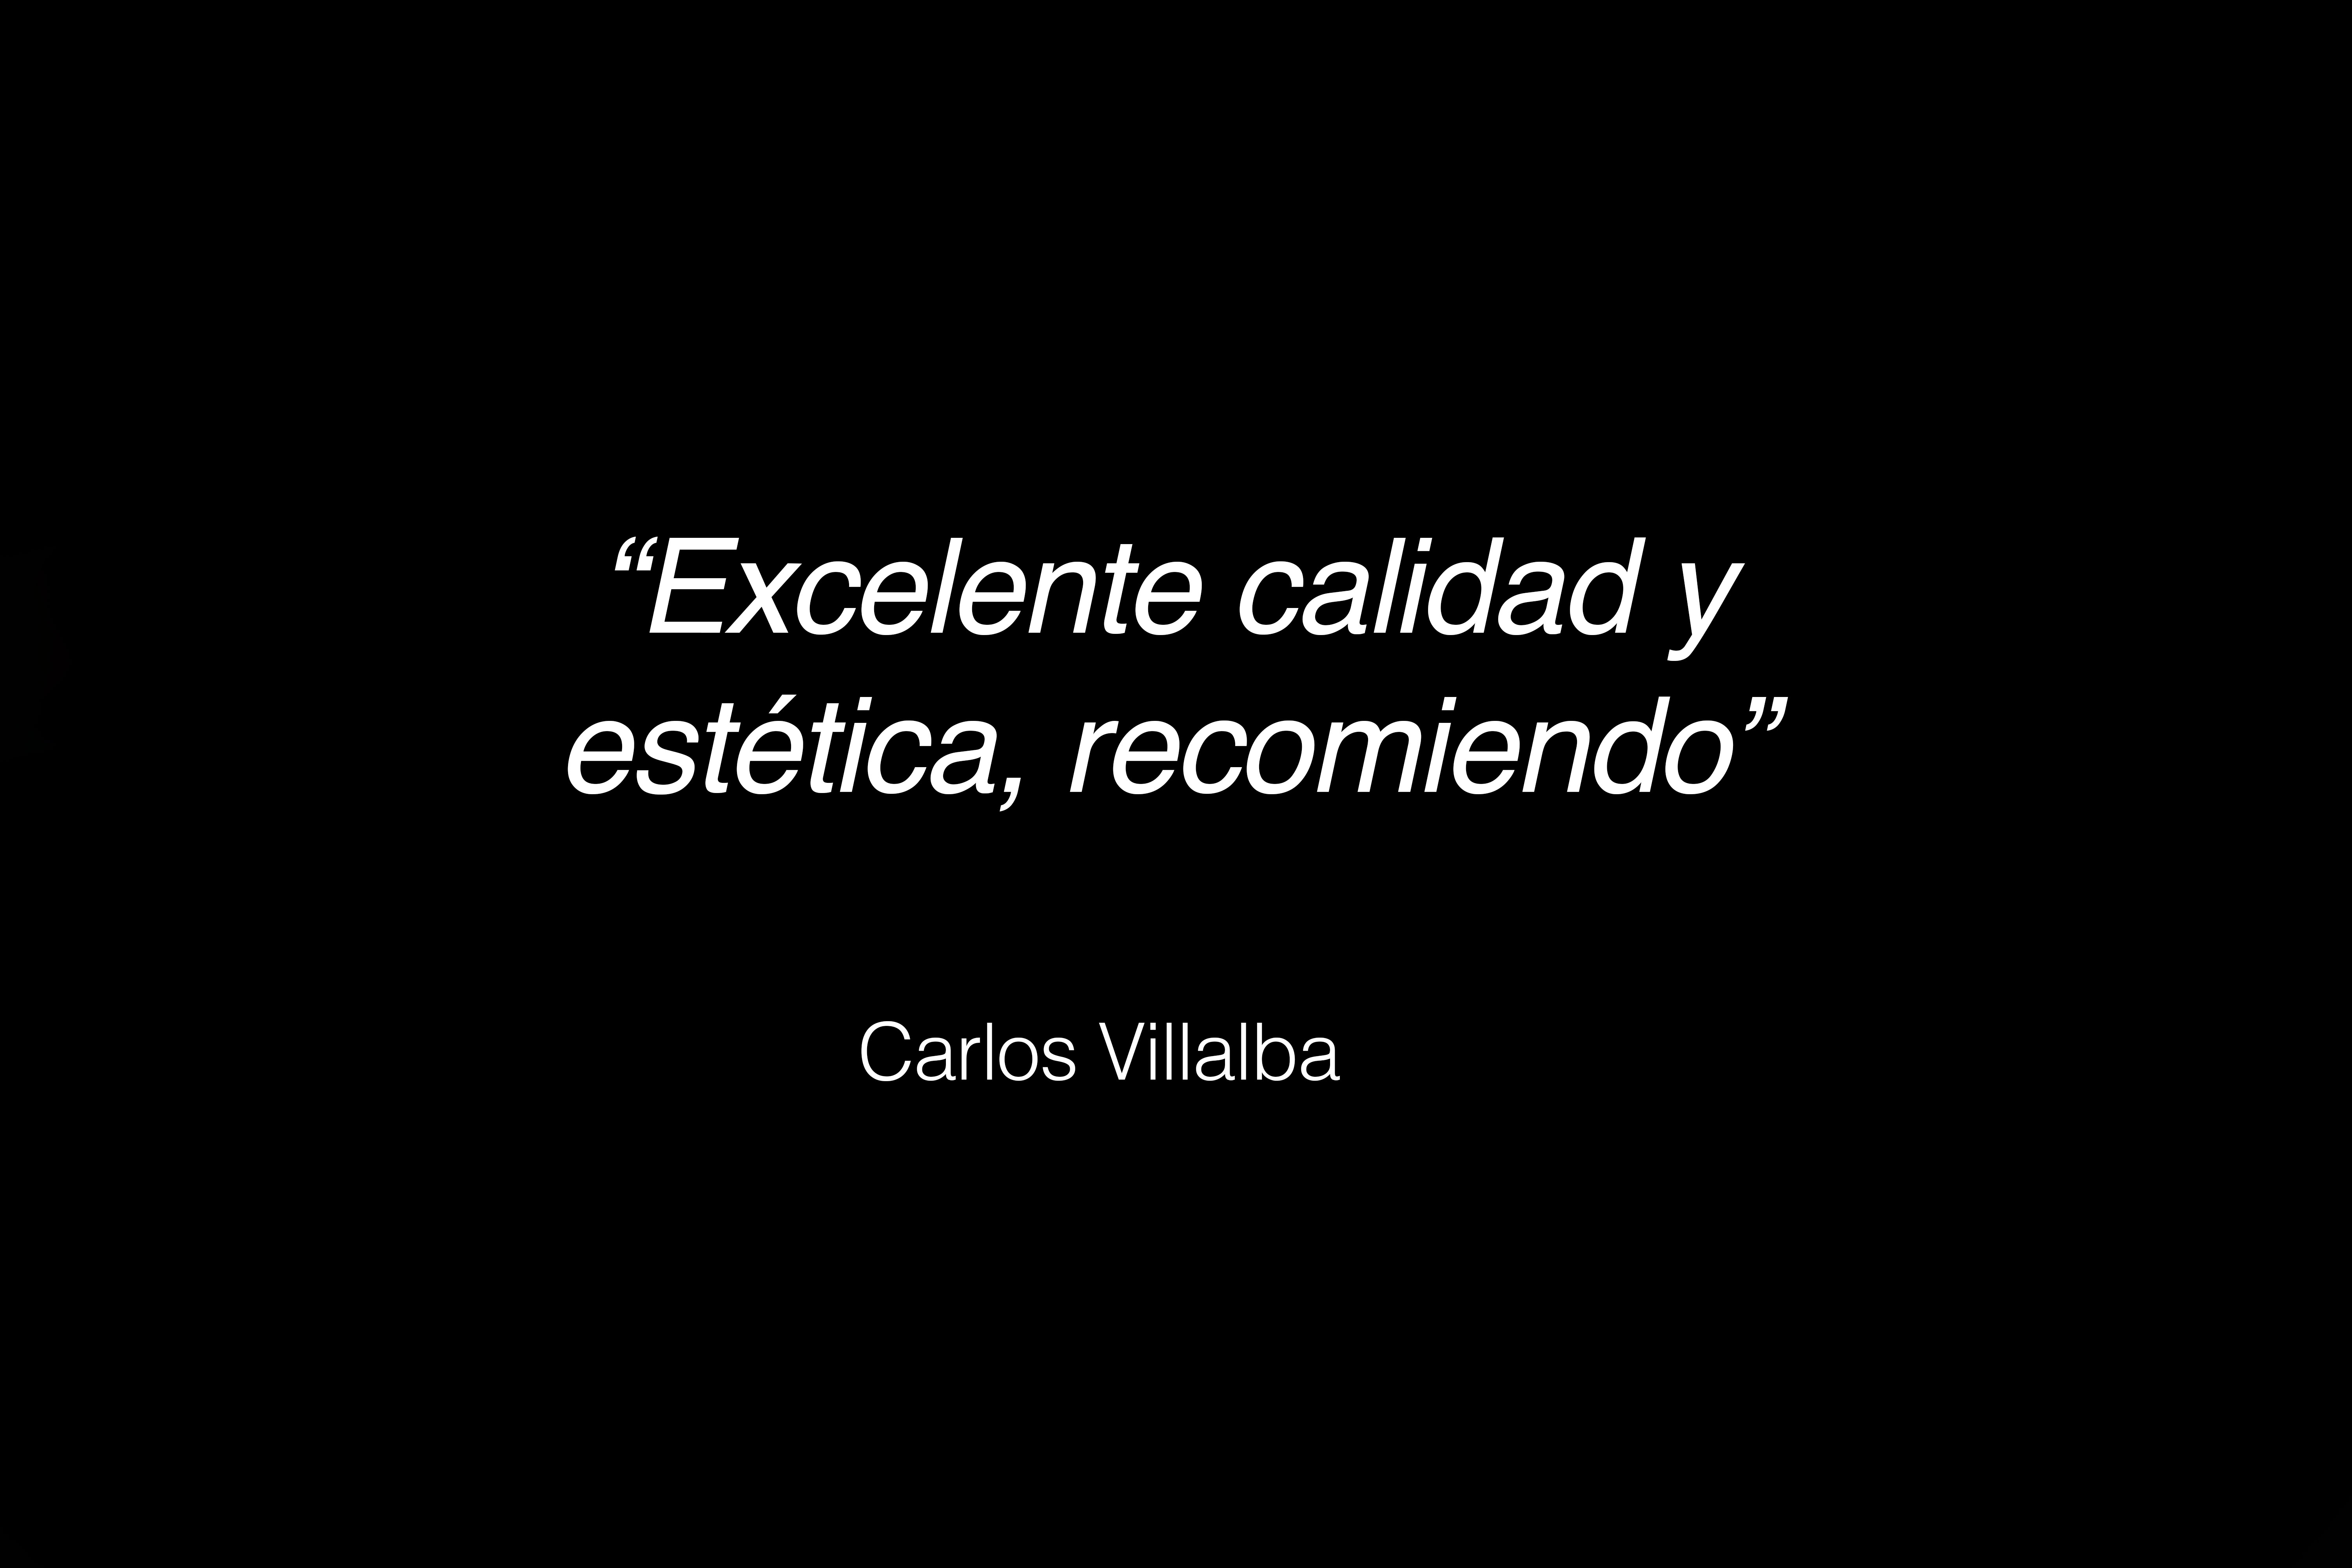 “Excelente calidad y
estética, recomiendo”
Carlos Villalba